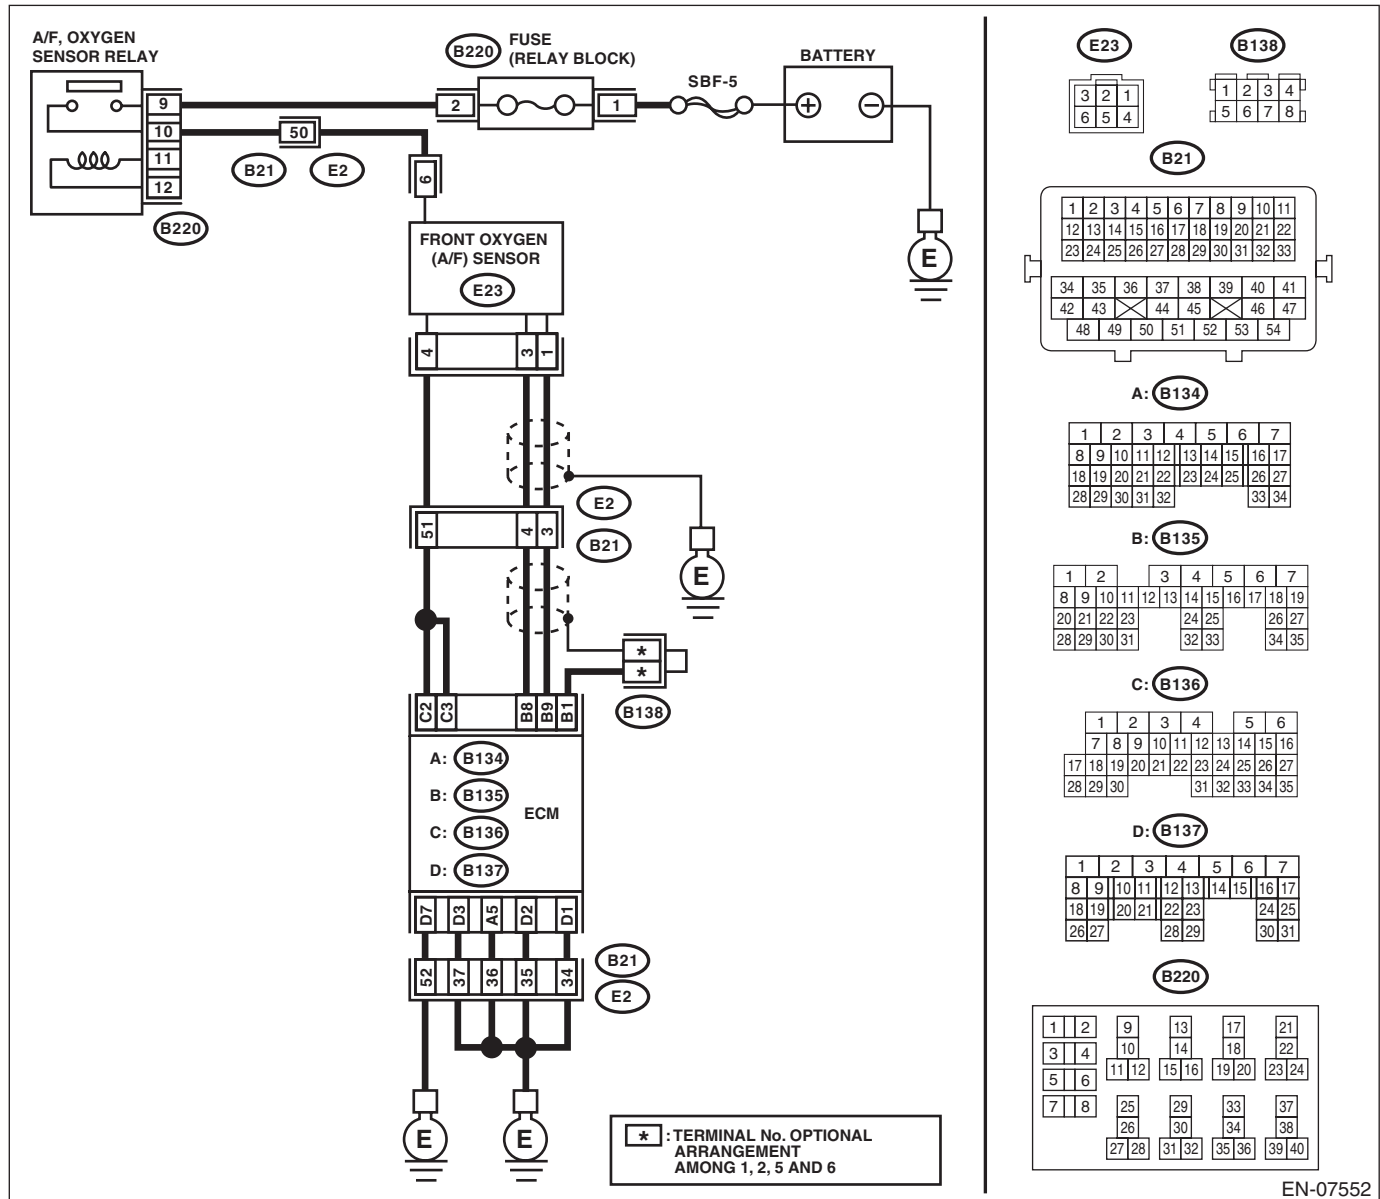 A/F, OXYGEN
SENSOR RELAY
9
10
11
12
B220
50
B21
E2
B220
FUSE
(RELAY BLOCK)
2
1
SBF-5
BATTERY
+
−
E
6
FRONT OXYGEN
(A/F) SENSOR
E23
4
3
1
E2
B21
51
4
3
E
*
*
B138
C2
C3
B8
B9
B1
A: B134
B: B135
C: B136
D: B137
ECM
D7
D3
A5
D2
D1
52
37
36
35
34
B21
E2
E
E
* : TERMINAL No. OPTIONAL
ARRANGEMENT
AMONG 1, 2, 5 AND 6
E23
3 2 1
6 5 4
B138
1 2 3 4
5 6 7 8
B21
1 2 3 4 5 6 7 8 9 10 11
12 13 14 15 16 17 18 19 20 21 22
23 24 25 26 27 28 29 30 31 32 33
34 35 36 37 38 39 40 41
42 43 44 45 46 47
48 49 50 51 52 53 54
A: B134
1 2 3 4 5 6 7
8 9 10 11 12 13 14 15 16 17
18 19 20 21 22 23 24 25 26 27
28 29 30 31 32 33 34
B: B135
1 2 3 4 5 6 7
8 9 10 11 12 13 14 15 16 17 18 19
20 21 22 23 24 25 26 27
28 29 30 31 32 33 34 35
C: B136
1 2 3 4 5 6
7 8 9 10 11 12 13 14 15 16
17 18 19 20 21 22 23 24 25 26 27
28 29 30 31 32 33 34 35
D: B137
1 2 3 4 5 6 7
8 9 10 11 12 13 14 15 16 17
18 19 20 21 22 23 24 25
26 27 28 29 30 31
B220
1 2 9 13 17 21
3 4 10 14 18 22
5 6 11 12 15 16 19 20 23 24
7 8 25 29 33 37
26 30 34 38
27 28 31 32 35 36 39 40
EN-07552